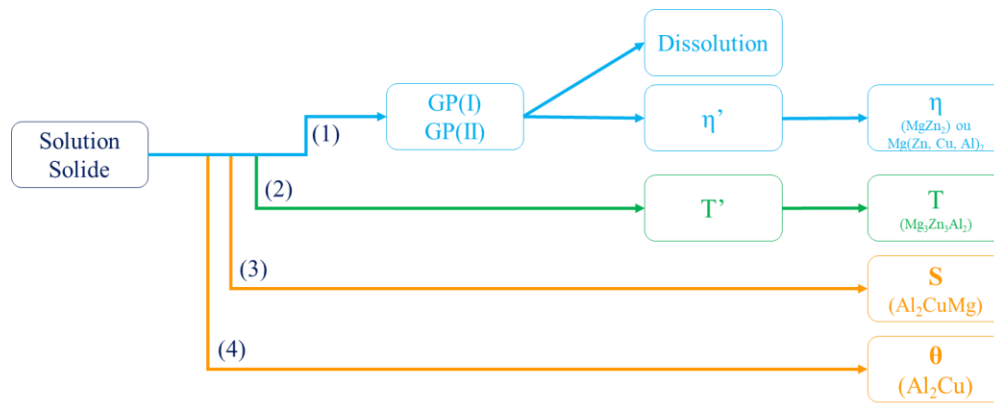 Dissolution
GP(I)
GP(II)
η’
η
(MgZn₂) ou
Mg(Zn, Cu, Al)₂
Solution
Solide
(1)
(2)
T’
T
(Mg₃Zn₃Al₂)
(3)
S
(Al₂CuMg)
(4)
θ
(Al₂Cu)